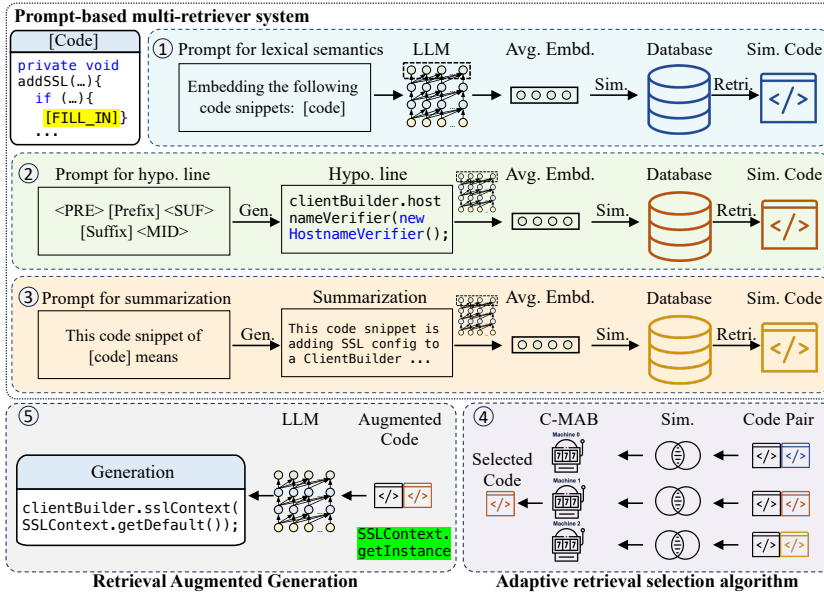 Prompt-based multi-retriever system
[Code]
private void
addSSL(…){
if (…){
[FILL_IN]}
...
① Prompt for lexical semantics
LLM
Avg. Embd.
Database
Sim. Code
Embedding the following
code snippets: [code]
Sim.
Retri.
</>
② Prompt for hypo. line
Hypo. line
Avg. Embd.
Database
Sim. Code
<PRE> [Prefix] <SUF>
[Suffix] <MID>
Gen.
clientBuilder.host
nameVerifier(new
HostnameVerifier();
Sim.
Retri.
</>
③ Prompt for summarization
Summarization
Avg. Embd.
Database
Sim. Code
This code snippet of
[code] means
Gen.
This code snippet is
adding SSL config to
a ClientBuilder ...
Sim.
Retri.
</>
⑤
LLM
Augmented
Code
Generation
clientBuilder.sslContext(
SSLContext.getDefault());
</> </>
SSLContext.
getInstance
Retrieval Augmented Generation
④
C-MAB
Sim.
Code Pair
Selected
Code
</>
Machine 0
777
</> </>
Machine 1
777
</> </>
Machine 2
777
</> </>
Adaptive retrieval selection algorithm